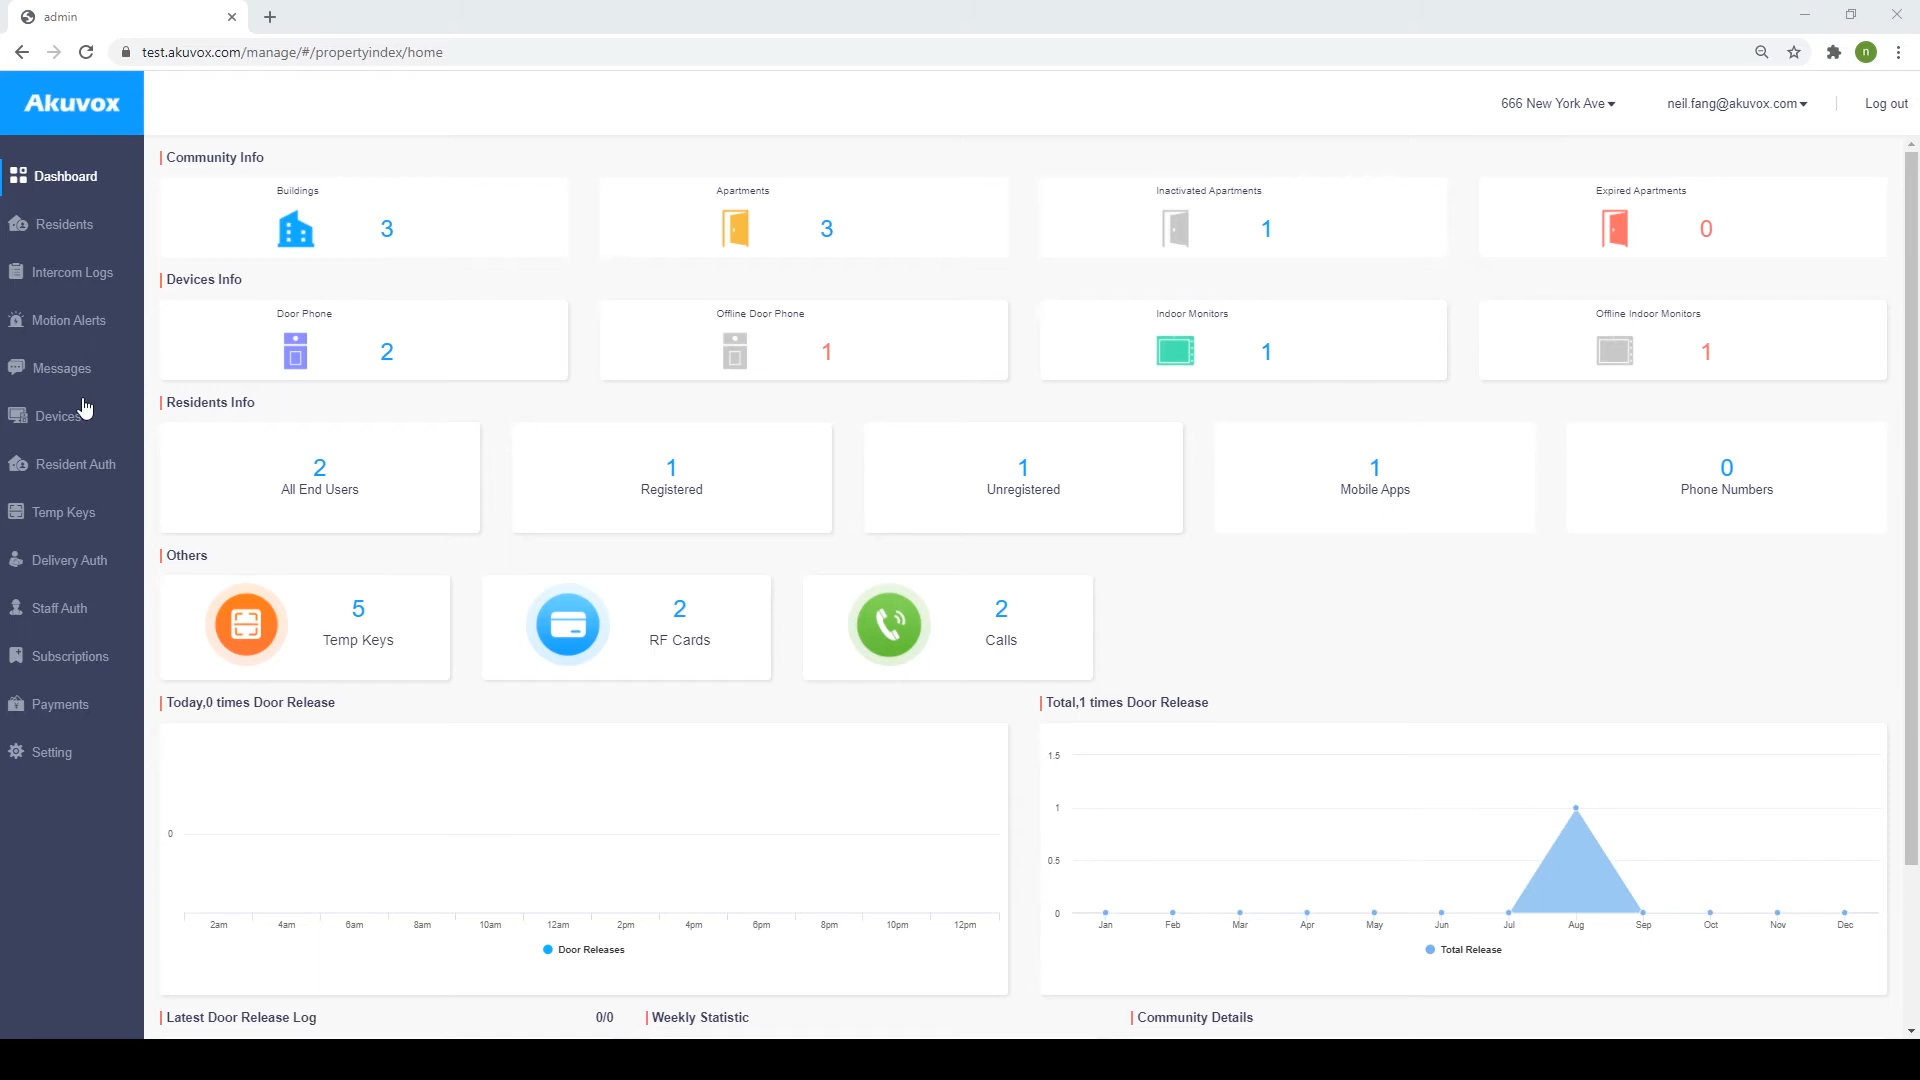 admin
test.akuvox.com/manage/#/propertyindex/home
n
Akuvox
666 New York Ave
neil.fang@akuvox.com
Log out
Dashboard
Residents
Intercom Logs
Motion Alerts
Messages
Devices
Resident Auth
Temp Keys
Delivery Auth
Staff Auth
Subscriptions
Payments
Setting
Community Info
Buildings
3
Apartments
3
Inactivated Apartments
1
Expired Apartments
0
Devices Info
Door Phone
2
Offline Door Phone
1
Indoor Monitors
1
Offline Indoor Monitors
1
Residents Info
2
All End Users
1
Registered
1
Unregistered
1
Mobile Apps
0
Phone Numbers
Others
5
Temp Keys
2
RF Cards
2
Calls
Today,0 times Door Release
0
2am 4am 6am 8am 10am 12am 2pm 4pm 6pm 8pm 10pm 12pm
Door Releases
Total,1 times Door Release
1.5
1
0.5
0
Jan Feb Mar Apr May Jun Jul Aug Sep Oct Nov Dec
Total Release
Latest Door Release Log 0/0
Weekly Statistic
Community Details